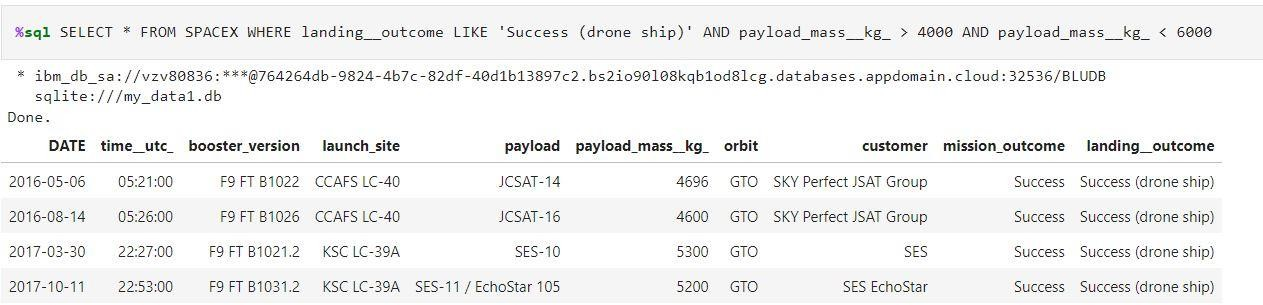 %sql SELECT * FROM SPACEX WHERE landing__outcome LIKE 'Success (drone ship)' AND payload_mass__kg_ > 4000 AND payload_mass__kg_ < 6000
* ibm_db_sa://vzv80836:***@764264db-9824-4b7c-82df-40d1b13897c2.bs2io90l08kqb1od8lcg.databases.appdomain.cloud:32536/BLUDB
sqlite:///my_data1.db
Done.
DATE time__utc_ booster_version launch_site payload payload_mass__kg_ orbit customer mission_outcome landing__outcome
2016-05-06 05:21:00 F9 FT B1022 CCAFS LC-40 JCSAT-14 4696 GTO SKY Perfect JSAT Group Success Success (drone ship)
2016-08-14 05:26:00 F9 FT B1026 CCAFS LC-40 JCSAT-16 4600 GTO SKY Perfect JSAT Group Success Success (drone ship)
2017-03-30 22:27:00 F9 FT B1021.2 KSC LC-39A SES-10 5300 GTO SES Success Success (drone ship)
2017-10-11 22:53:00 F9 FT B1031.2 KSC LC-39A SES-11 / EchoStar 105 5200 GTO SES EchoStar Success Success (drone ship)